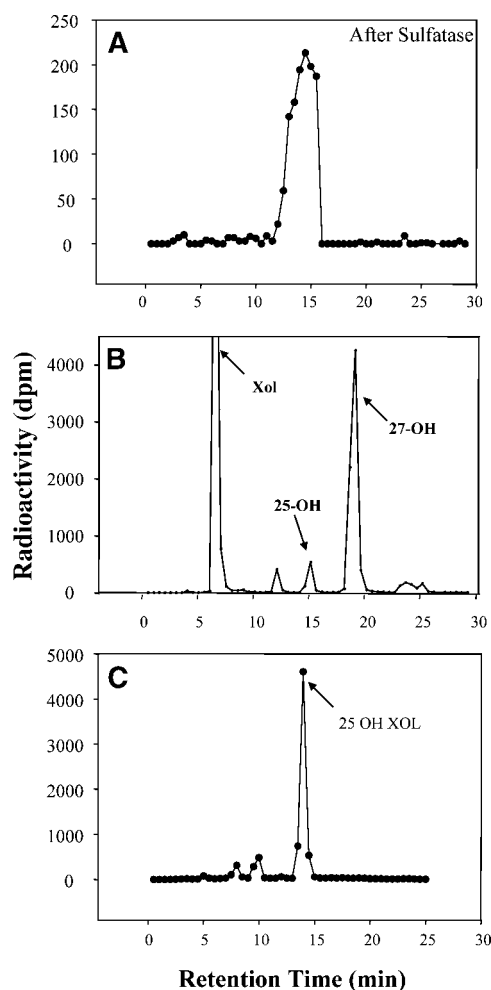 A
After Sulfatase
250
200
150
100
50
0
0 5 10 15 20 25 30
B
Xol
25-OH
27-OH
4000
3000
2000
1000
0
0 5 10 15 20 25 30
Radioactivity (dpm)
C
25 OH XOL
5000
4000
3000
2000
1000
0
0 5 10 15 20 25 30
Retention Time (min)